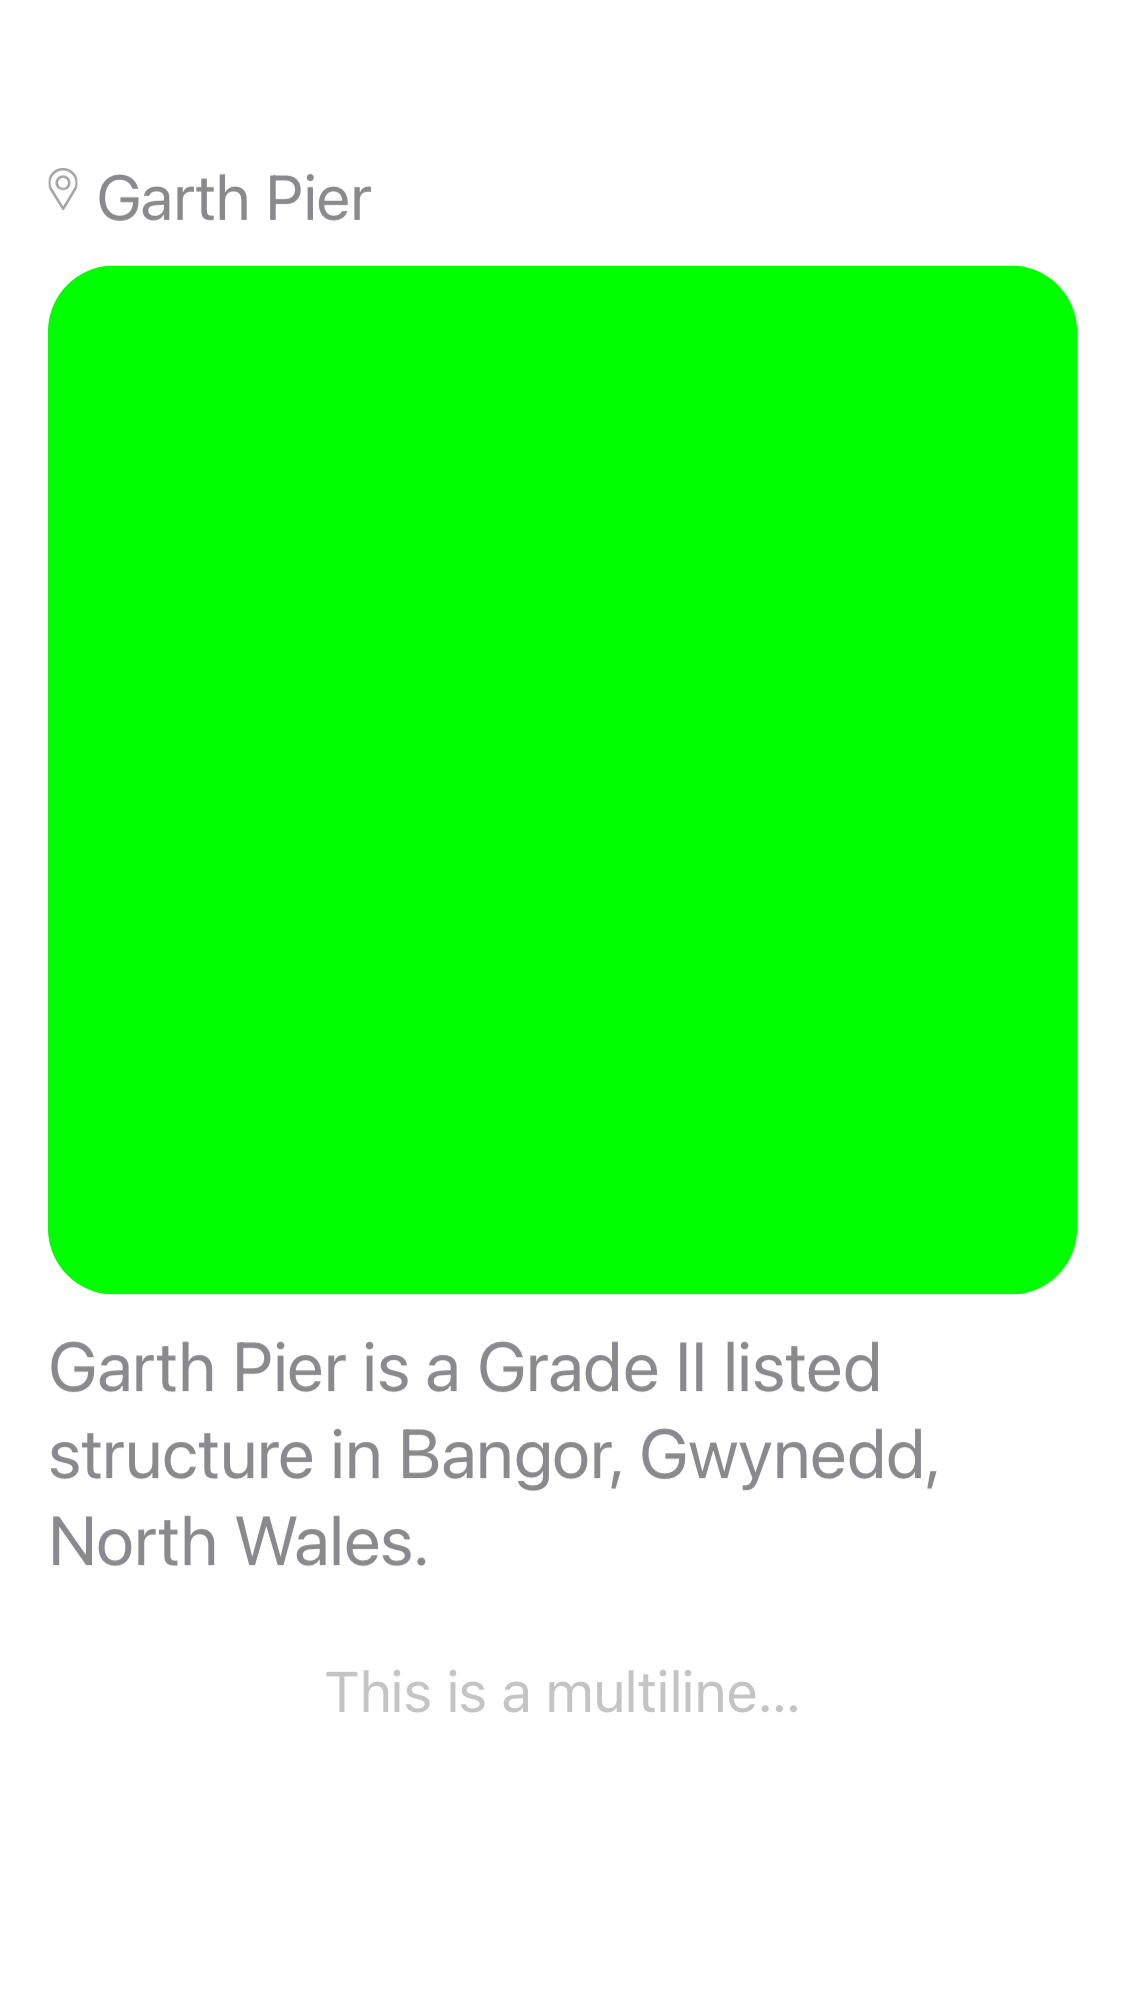 Garth Pier
Garth Pier is a Grade II listed
structure in Bangor, Gwynedd,
North Wales.
This is a multiline...